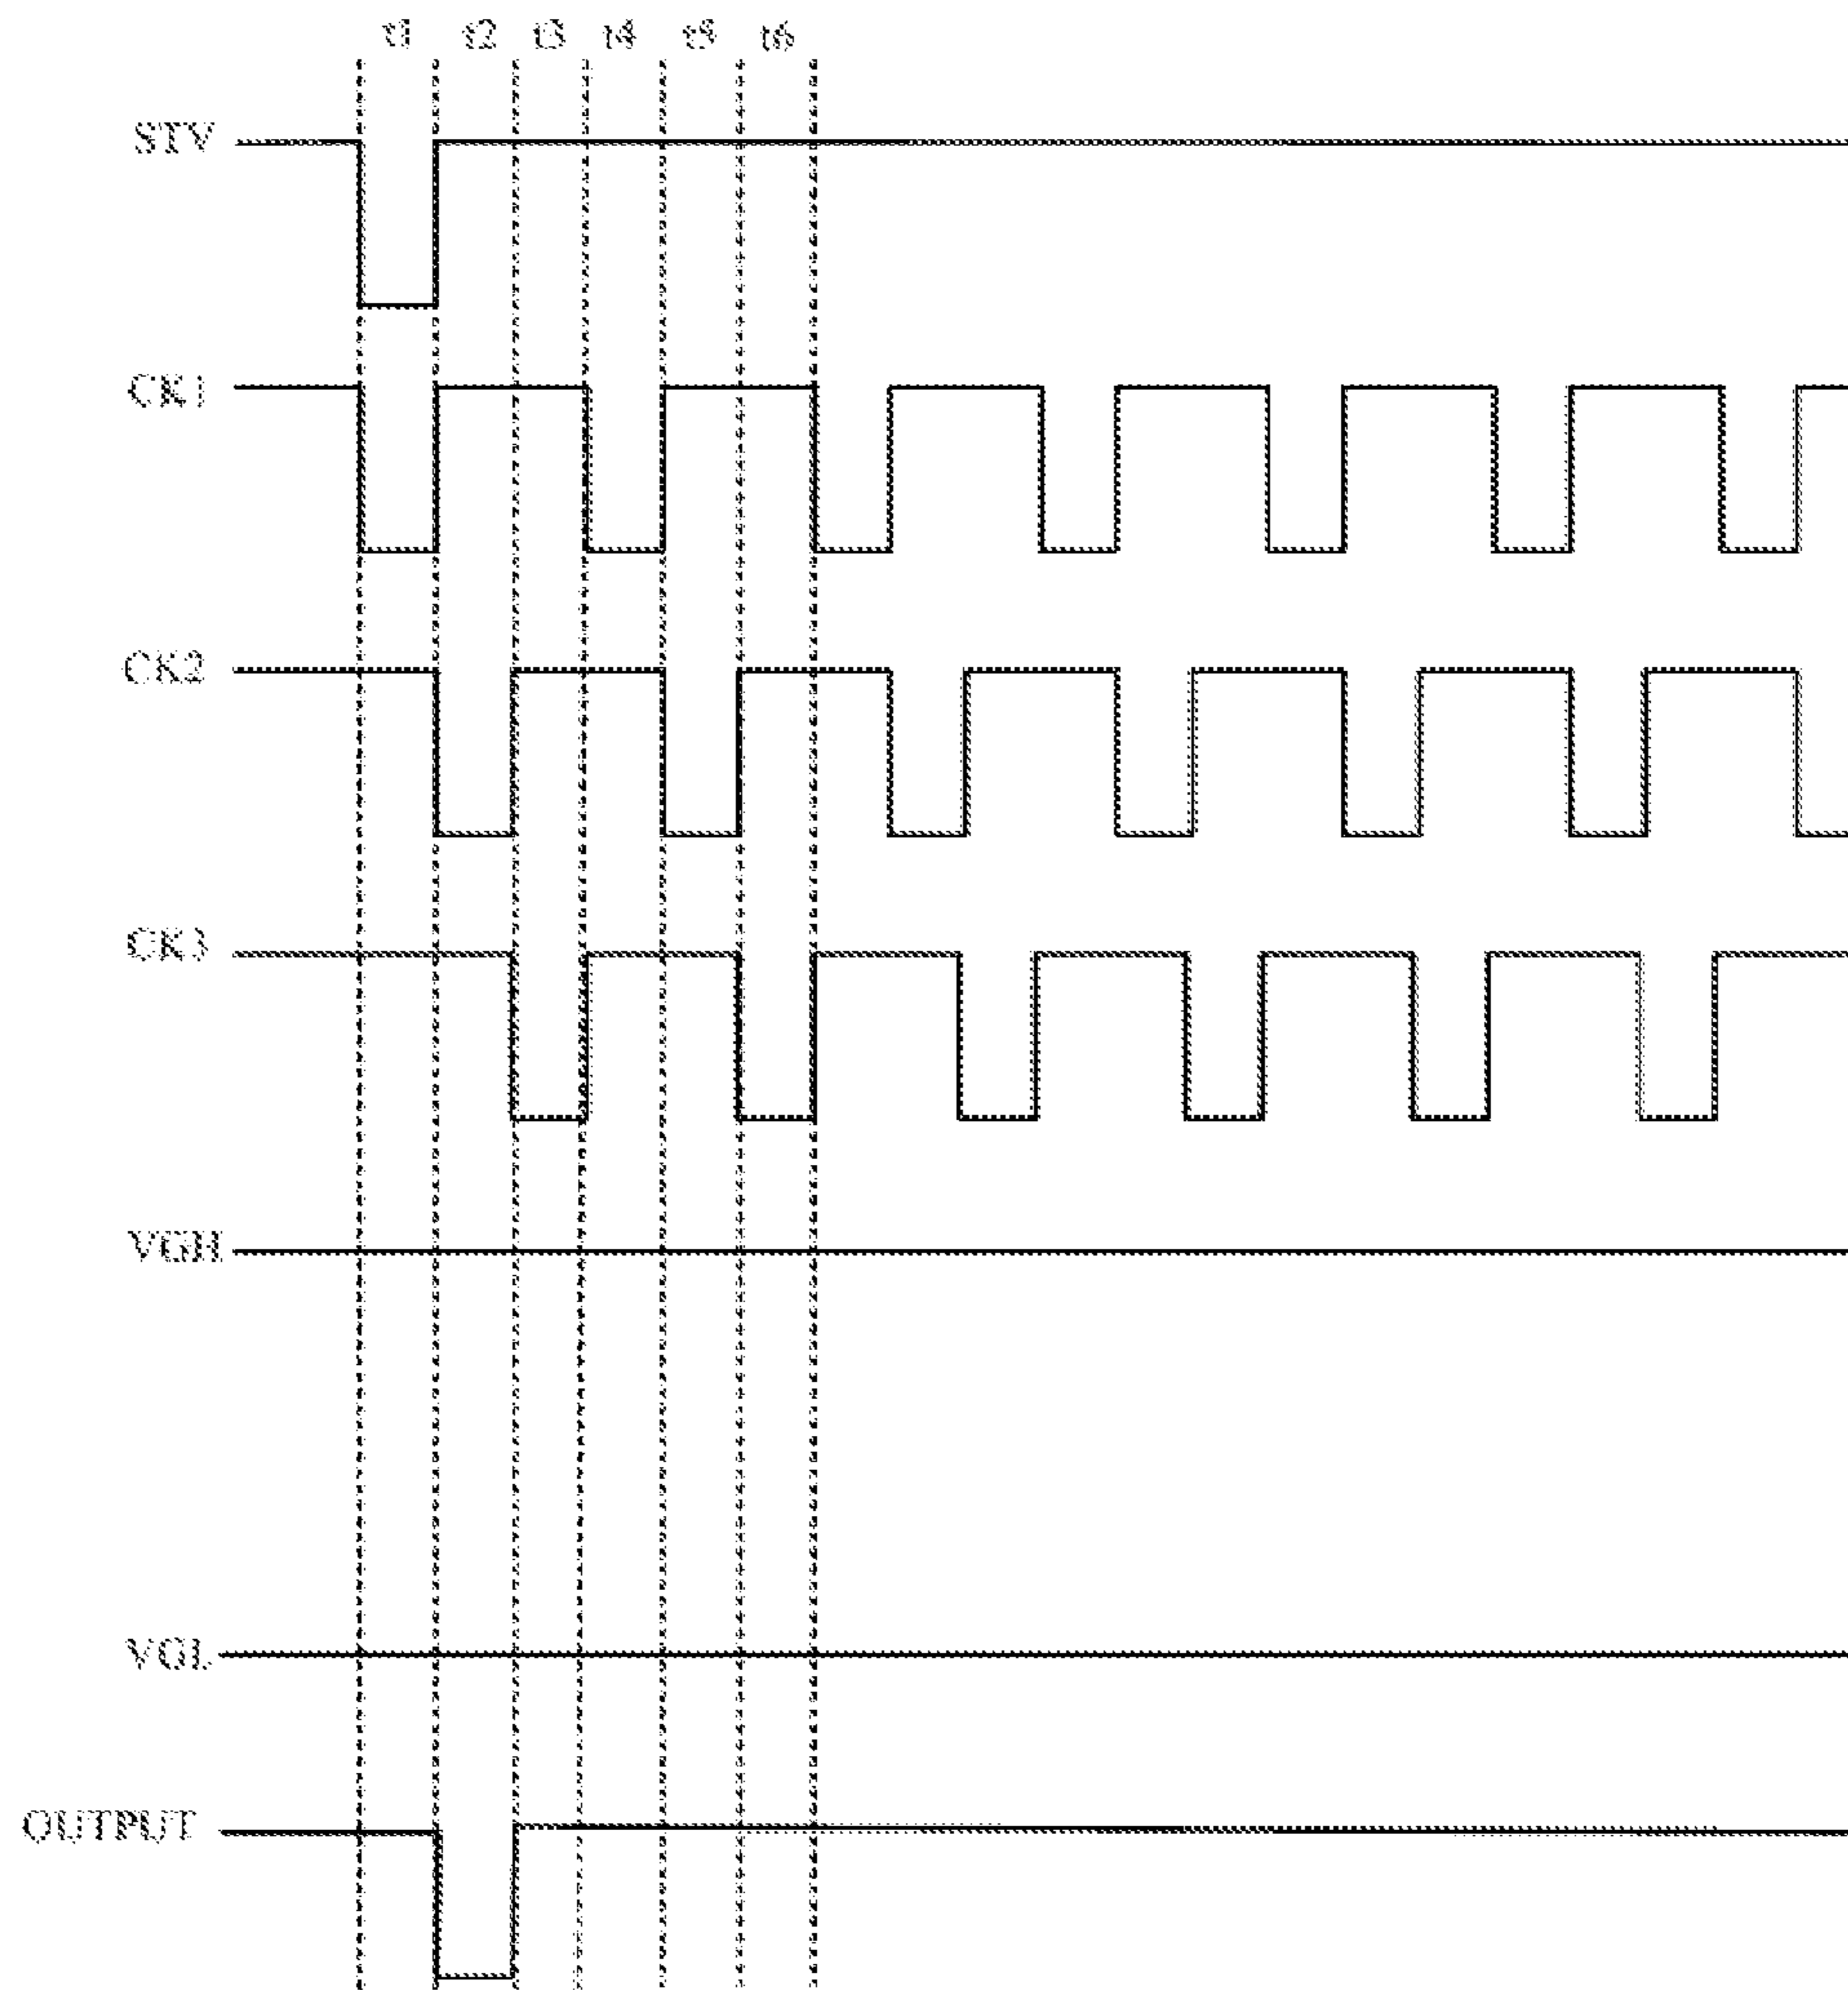 t1 t2 t3 t4 t5 t6
STV
CK1
CK2
CK3
VGH
VGL
OUTPUT